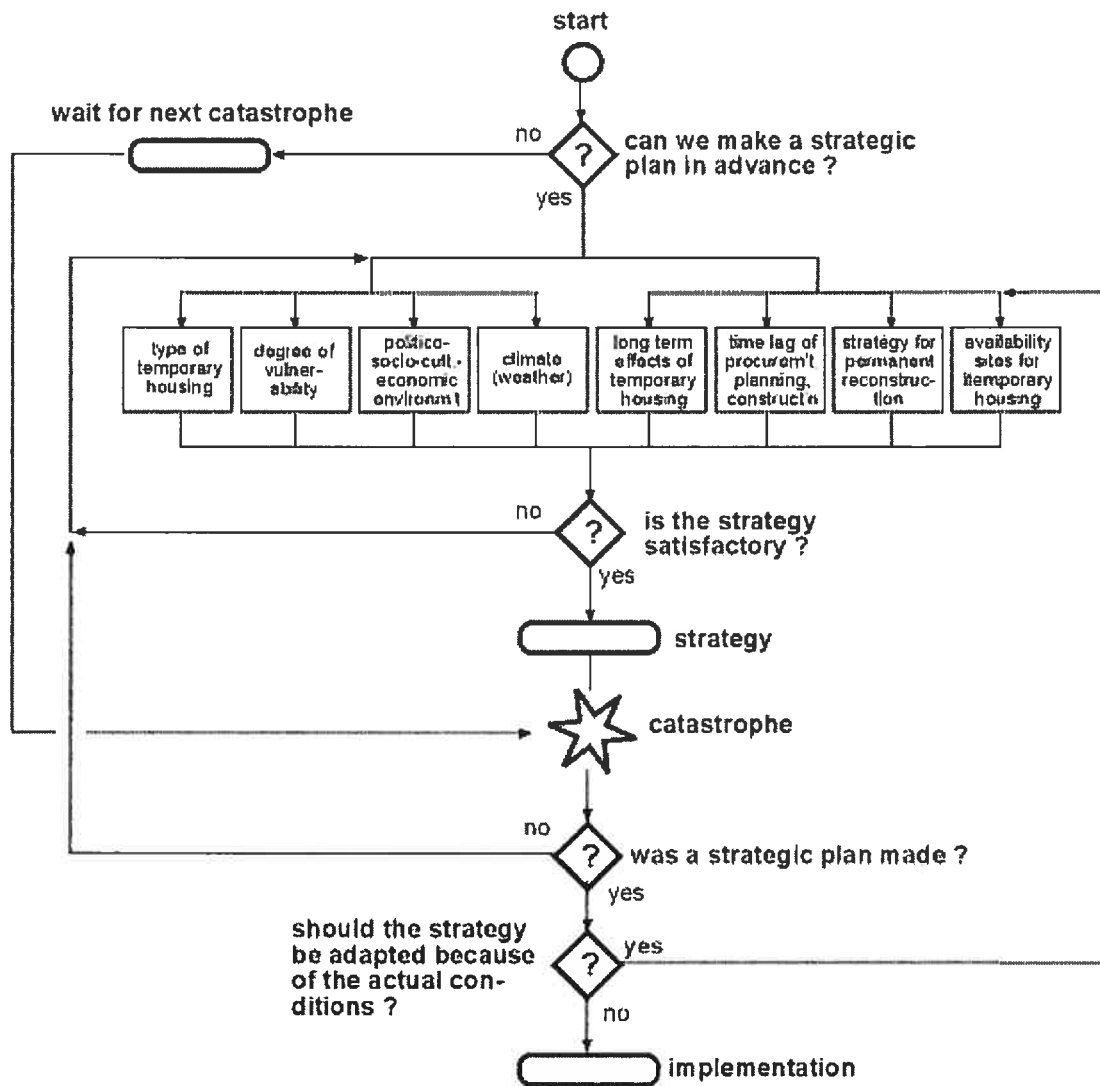 start
wait for next catastrophe
no
?
can we make a strategic
plan in advance ?
yes
type of
temporary
housing
degree of
vulner-
ability
politico-
socio-cult.-
economic
environm't
climate
(weather)
long term
effects of
temporary
housing
time lag of
procurem't
planning,
constructn
strategy for
permanent
reconstruc-
tion
availability
sites for
temporary
housing
no
?
is the strategy
satisfactory ?
yes
strategy
catastrophe
no
?
was a strategic plan made ?
yes
should the strategy
be adapted because
of the actual con-
ditions ?
?
yes
no
implementation